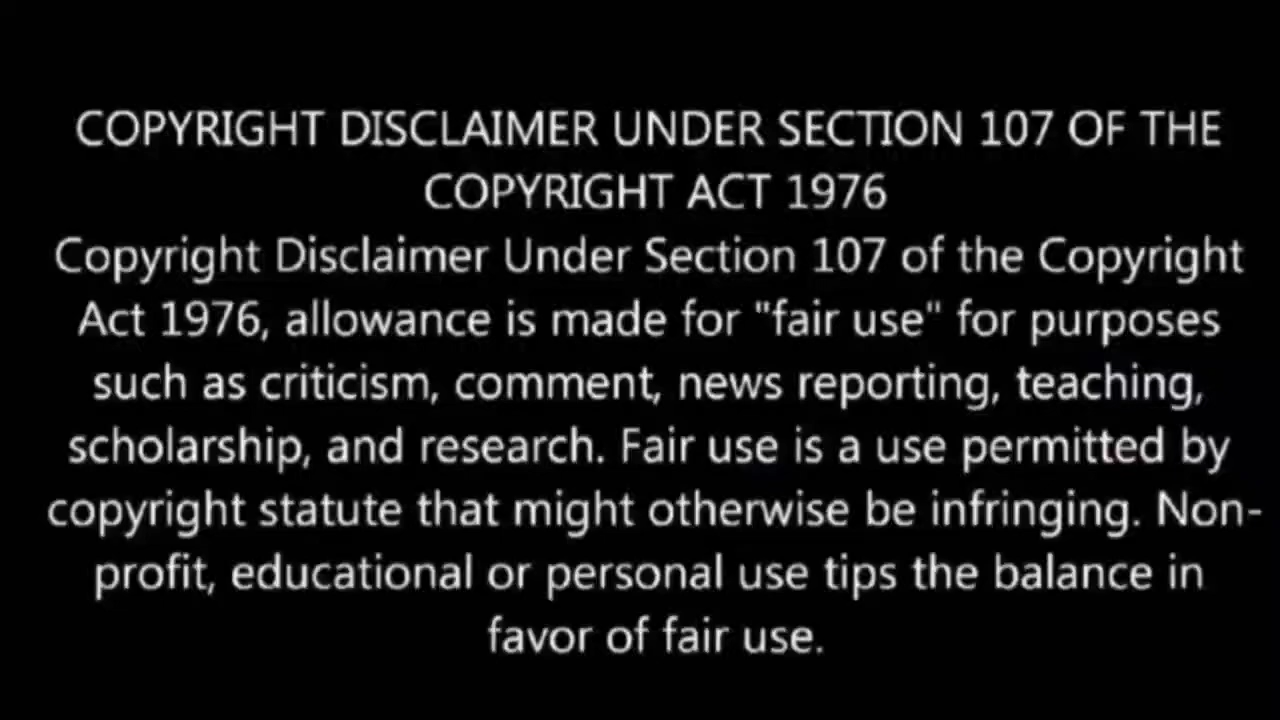 COPYRIGHT DISCLAIMER UNDER SECTION 107 OF THE
COPYRIGHT ACT 1976
Copyright Disclaimer Under Section 107 of the Copyright
Act 1976, allowance is made for "fair use" for purposes
such as criticism, comment, news reporting, teaching,
scholarship, and research. Fair use is a use permitted by
copyright statute that might otherwise be infringing. Non-
profit, educational or personal use tips the balance in
favor of fair use.